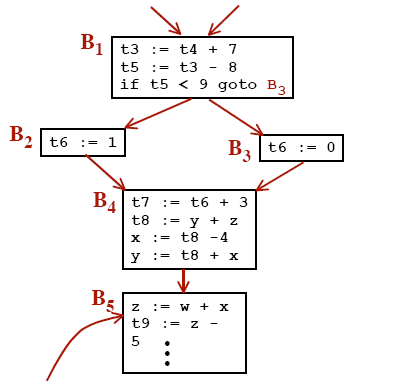 B1
t3 := t4 + 7
t5 := t3 - 8
if t5 < 9 goto B3
B2
t6 := 1
B3
t6 := 0
B4
t7 := t6 + 3
t8 := y + z
x := t8 -4
y := t8 + x
B5
z := w + x
t9 := z -
5